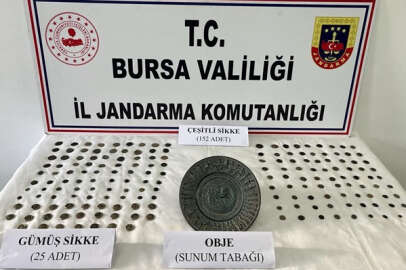 T.C.
BURSA VALİLİĞİ
İL JANDARMA KOMUTANLIĞI
ÇEŞİTLİ SİKKE
(152 ADET)
GÜMÜŞ SİKKE
(25 ADET)
OBJE
(SUNUM TABAĞI)